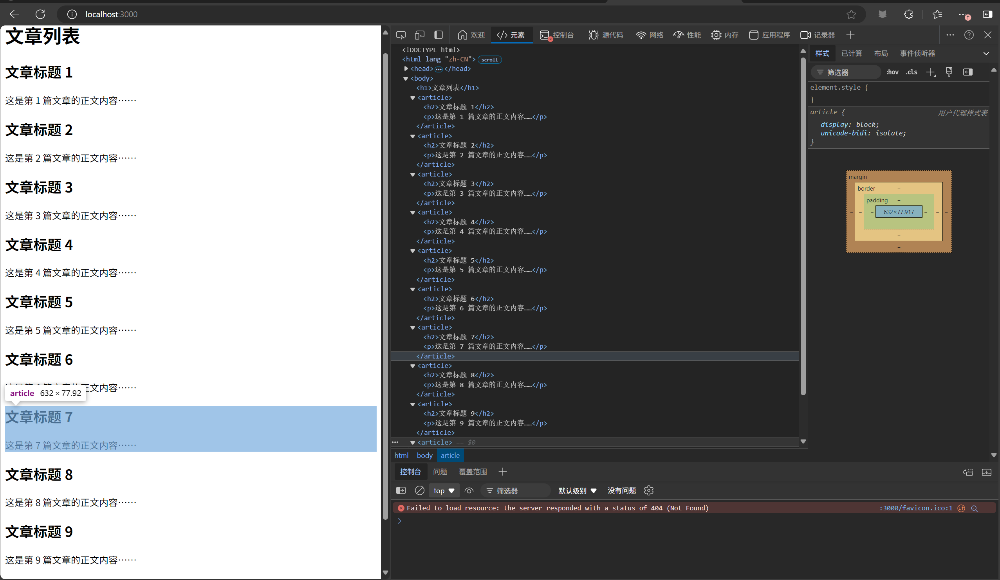 localhost:3000
文章列表
文章标题 1
这是第 1 篇文章的正文内容……
文章标题 2
这是第 2 篇文章的正文内容……
文章标题 3
这是第 3 篇文章的正文内容……
文章标题 4
这是第 4 篇文章的正文内容……
文章标题 5
这是第 5 篇文章的正文内容……
文章标题 6
正文内容……
article 632 × 77.92
文章标题 7
这是第 7 篇文章的正文内容……
文章标题 8
这是第 8 篇文章的正文内容……
文章标题 9
这是第 9 篇文章的正文内容……
欢迎 </> 元素 控制台 源代码 网络 性能 内存 应用程序 记录器
<!DOCTYPE html>
<html lang="zh-CN"> scroll
<head> ••• </head>
<body>
<h1>文章列表</h1>
<article>
<h2>文章标题 1</h2>
<p>这是第 1 篇文章的正文内容……</p>
</article>
<article>
<h2>文章标题 2</h2>
<p>这是第 2 篇文章的正文内容……</p>
</article>
<article>
<h2>文章标题 3</h2>
<p>这是第 3 篇文章的正文内容……</p>
</article>
<article>
<h2>文章标题 4</h2>
<p>这是第 4 篇文章的正文内容……</p>
</article>
<article>
<h2>文章标题 5</h2>
<p>这是第 5 篇文章的正文内容……</p>
</article>
<article>
<h2>文章标题 6</h2>
<p>这是第 6 篇文章的正文内容……</p>
</article>
<article>
<h2>文章标题 7</h2>
<p>这是第 7 篇文章的正文内容……</p>
</article>
<article>
<h2>文章标题 8</h2>
<p>这是第 8 篇文章的正文内容……</p>
</article>
<article>
<h2>文章标题 9</h2>
<p>这是第 9 篇文章的正文内容……</p>
</article>
••• <article> == $0
html body article
样式 已计算 布局 事件侦听器
筛选器 :hov .cls
element.style {
}
article { 用户代理样式表
display: block;
unicode-bidi: isolate;
}
margin –
border –
padding –
– – – 632×77.917 – – –
–
–
–
控制台 问题 覆盖范围
top 筛选器 默认级别 没有问题
Failed to load resource: the server responded with a status of 404 (Not Found) :3000/favicon.ico:1